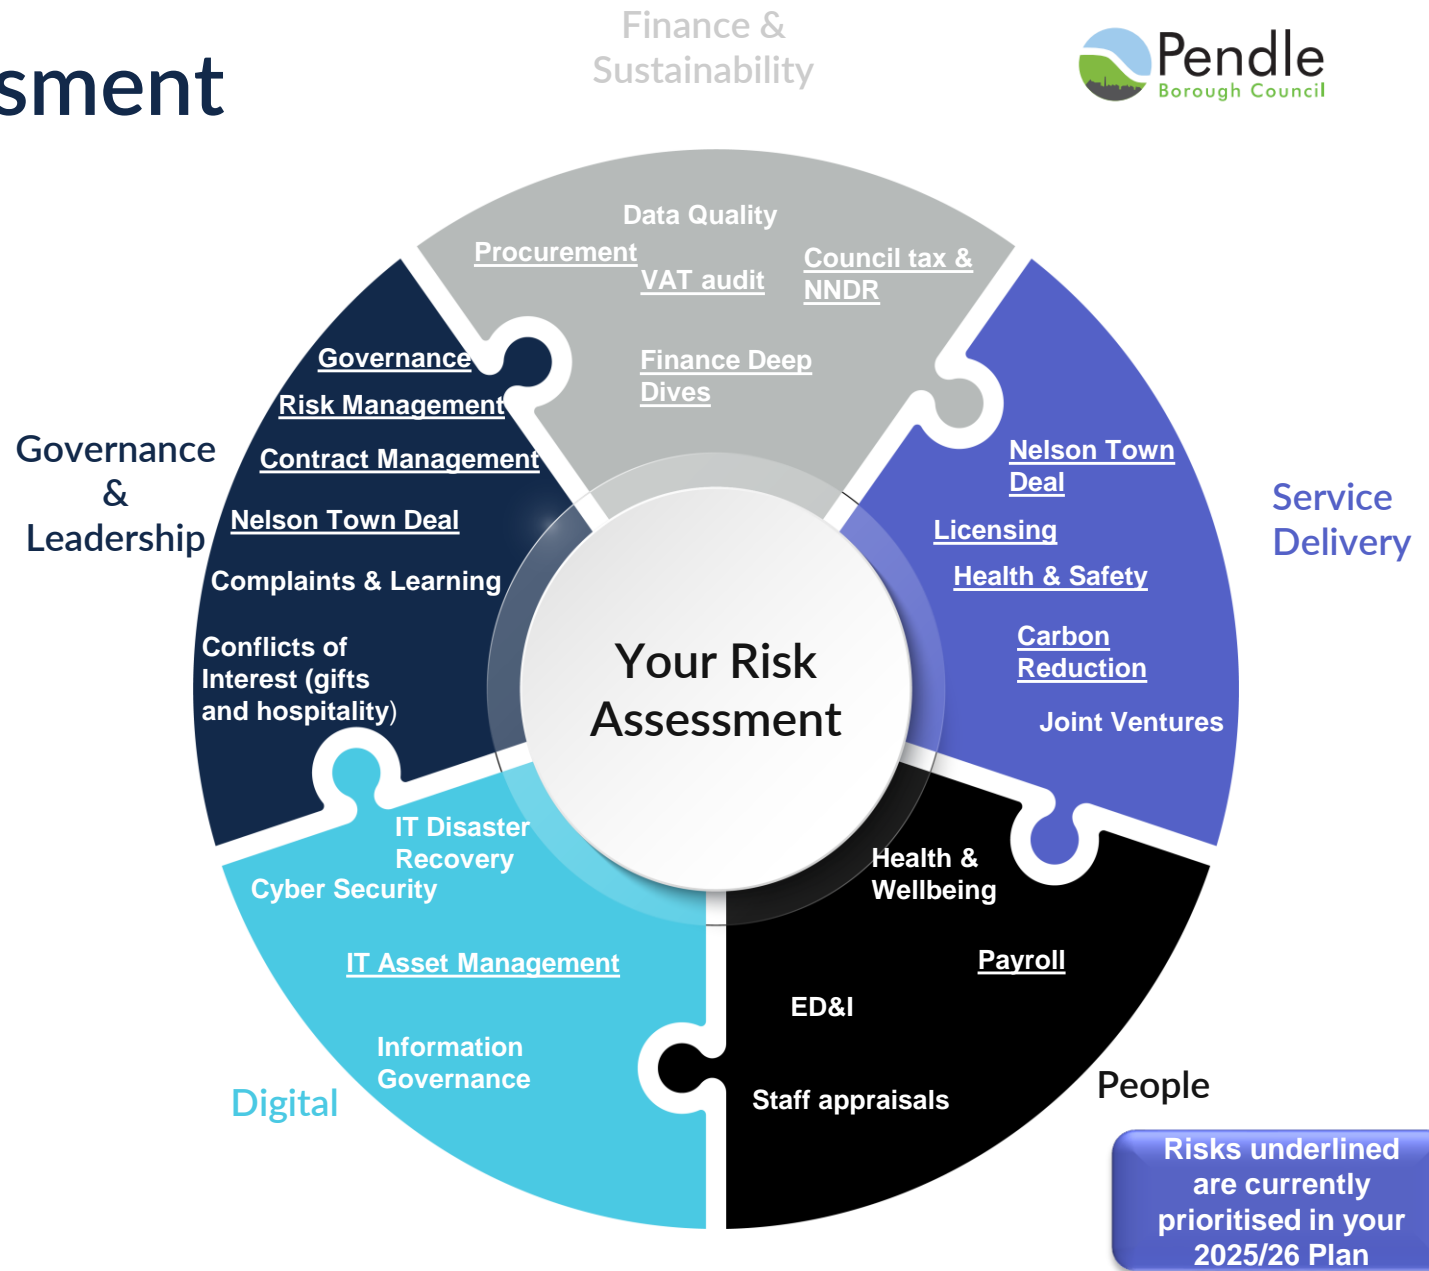 sment
Finance &
Sustainability
Pendle
Borough Council
Data Quality
Procurement
VAT audit
Council tax &
NNDR
Finance Deep
Dives
Governance
&
Leadership
Governance
Risk Management
Contract Management
Nelson Town Deal
Complaints & Learning
Conflicts of
Interest (gifts
and hospitality)
Service
Delivery
Nelson Town
Deal
Licensing
Health & Safety
Carbon
Reduction
Joint Ventures
Your Risk
Assessment
Digital
IT Disaster
Recovery
Cyber Security
IT Asset Management
Information
Governance
People
Health &
Wellbeing
Payroll
ED&I
Staff appraisals
Risks underlined
are currently
prioritised in your
2025/26 Plan